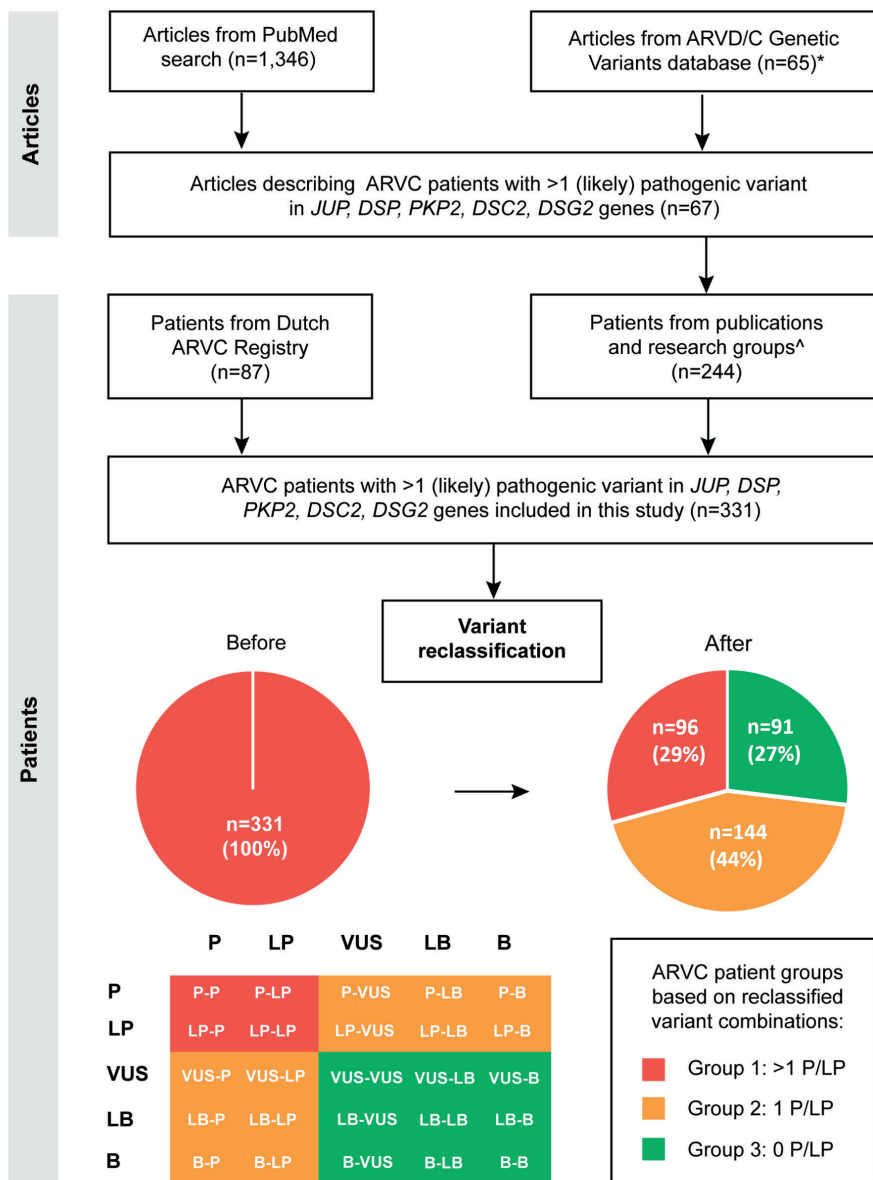 Articles
Articles from PubMed
search (n=1,346)
Articles from ARVD/C Genetic
Variants database (n=65)*
Articles describing ARVC patients with >1 (likely) pathogenic variant
in JUP, DSP, PKP2, DSC2, DSG2 genes (n=67)
Patients
Patients from Dutch
ARVC Registry
(n=87)
Patients from publications
and research groups^
(n=244)
ARVC patients with >1 (likely) pathogenic variant in JUP, DSP,
PKP2, DSC2, DSG2 genes included in this study (n=331)
Variant
reclassification
Before
n=331
(100%)
After
n=96
(29%)
n=91
(27%)
n=144
(44%)
P LP VUS LB B
P P-P P-LP P-VUS P-LB P-B
LP LP-P LP-LP LP-VUS LP-LB LP-B
VUS VUS-P VUS-LP VUS-VUS VUS-LB VUS-B
LB LB-P LB-LP LB-VUS LB-LB LB-B
B B-P B-LP B-VUS B-LB B-B
ARVC patient groups
based on reclassified
variant combinations:
Group 1: >1 P/LP
Group 2: 1 P/LP
Group 3: 0 P/LP